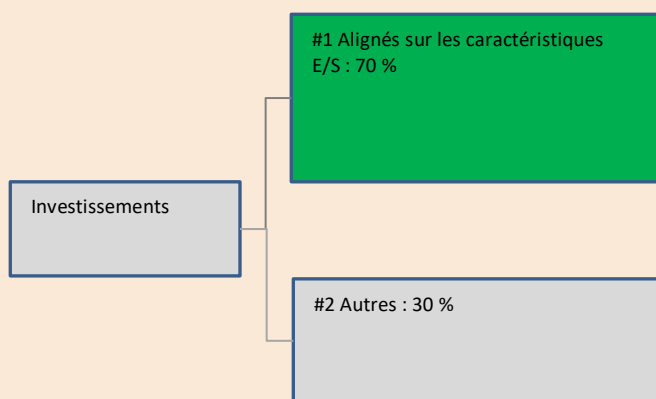 #1 Alignés sur les caractéristiques
E/S : 70 %
Investissements
#2 Autres : 30 %